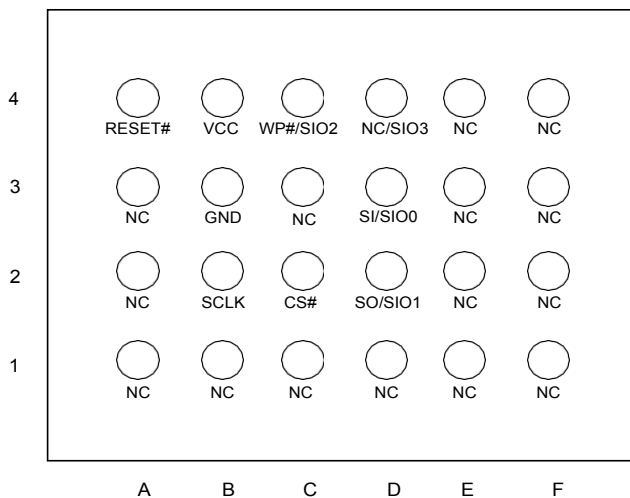 4
RESET# VCC WP#/SIO2 NC/SIO3 NC NC
3
NC GND NC SI/SIO0 NC NC
2
NC SCLK CS# SO/SIO1 NC NC
1
NC NC NC NC NC NC
A B C D E F